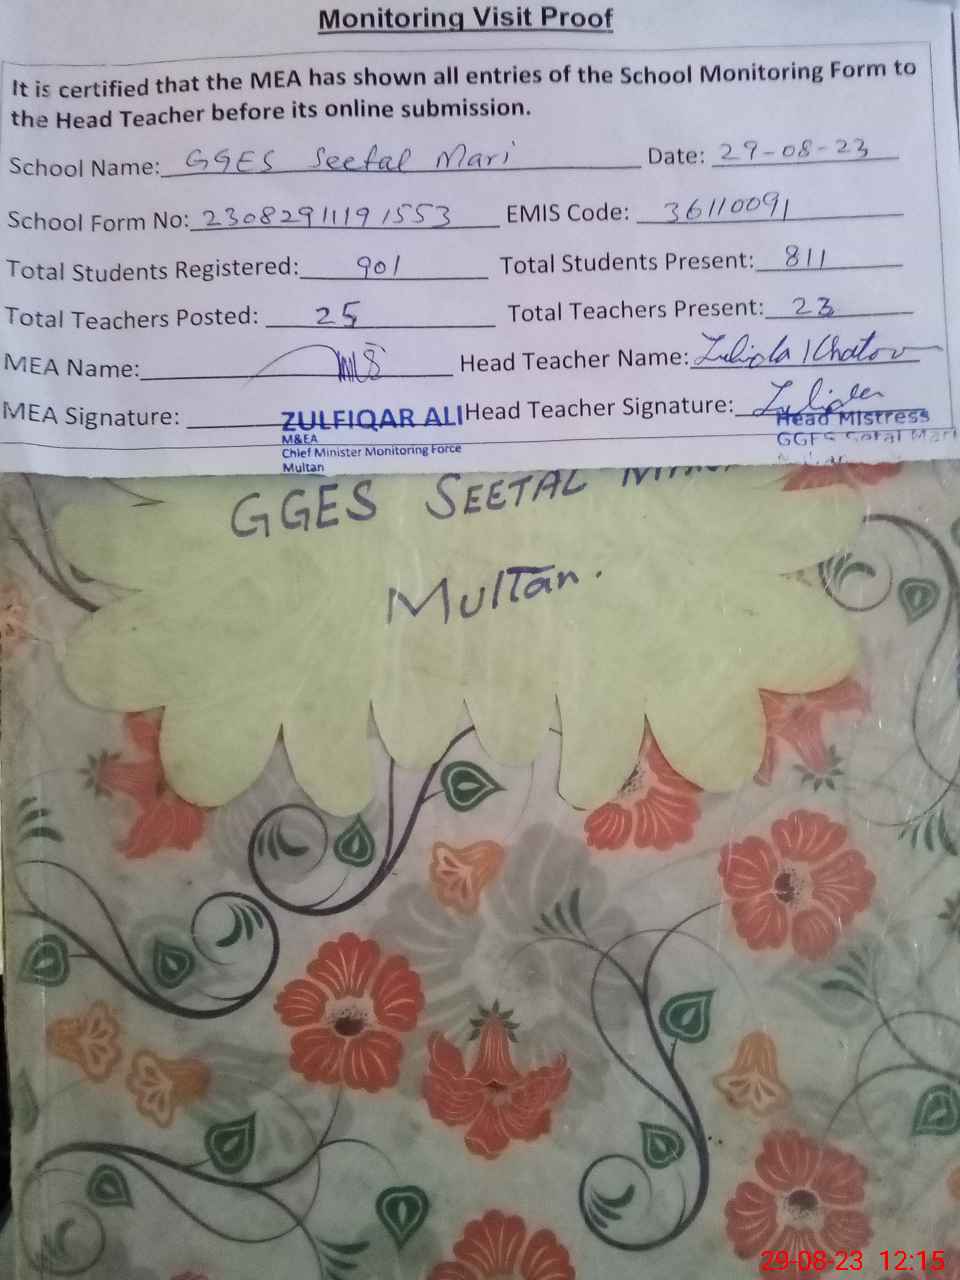 Monitoring Visit Proof
It is certified that the MEA has shown all entries of the School Monitoring Form to
the Head Teacher before its online submission.
School Name: GGES Seetal Mari Date: 29-08-23
School Form No: 2308291119 1553 EMIS Code: 36110091
Total Students Registered: 901 Total Students Present: 811
Total Teachers Posted: 25 Total Teachers Present: 23
MEA Name: Head Teacher Name:
MEA Signature: ZULFIQAR ALI Head Teacher Signature:
M&EA Head Mistress
Chief Minister Monitoring Force GGES Mari
Multan
GGES SEETAL
Multan.
29-08-23 12:15